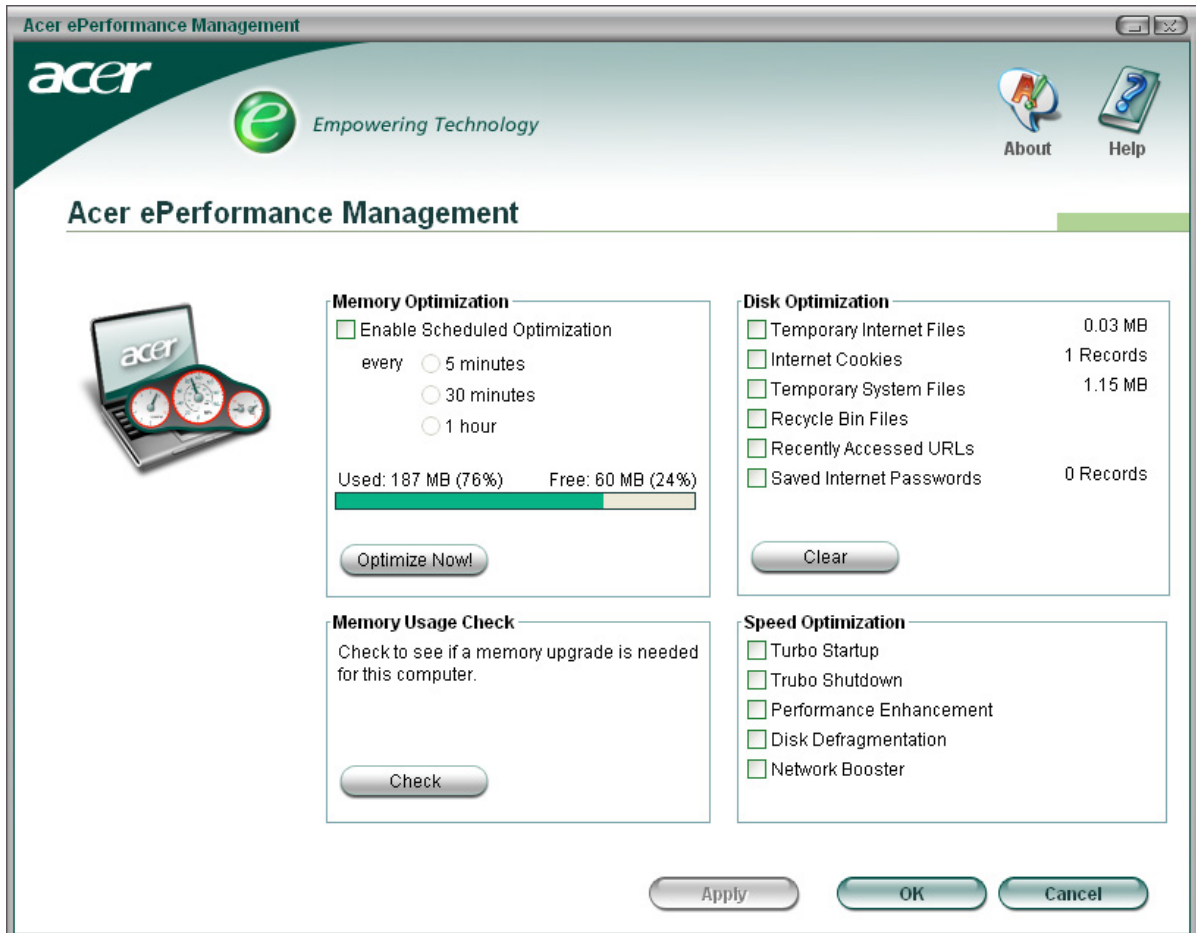 Acer ePerformance Management
acer
e Empowering Technology
About
Help
Acer ePerformance Management
acer
Memory Optimization
Enable Scheduled Optimization
every 5 minutes
30 minutes
1 hour
Used: 187 MB (76%) Free: 60 MB (24%)
Optimize Now!
Disk Optimization
Temporary Internet Files 0.03 MB
Internet Cookies 1 Records
Temporary System Files 1.15 MB
Recycle Bin Files
Recently Accessed URLs
Saved Internet Passwords 0 Records
Clear
Memory Usage Check
Check to see if a memory upgrade is needed
for this computer.
Check
Speed Optimization
Turbo Startup
Trubo Shutdown
Performance Enhancement
Disk Defragmentation
Network Booster
Apply
OK
Cancel